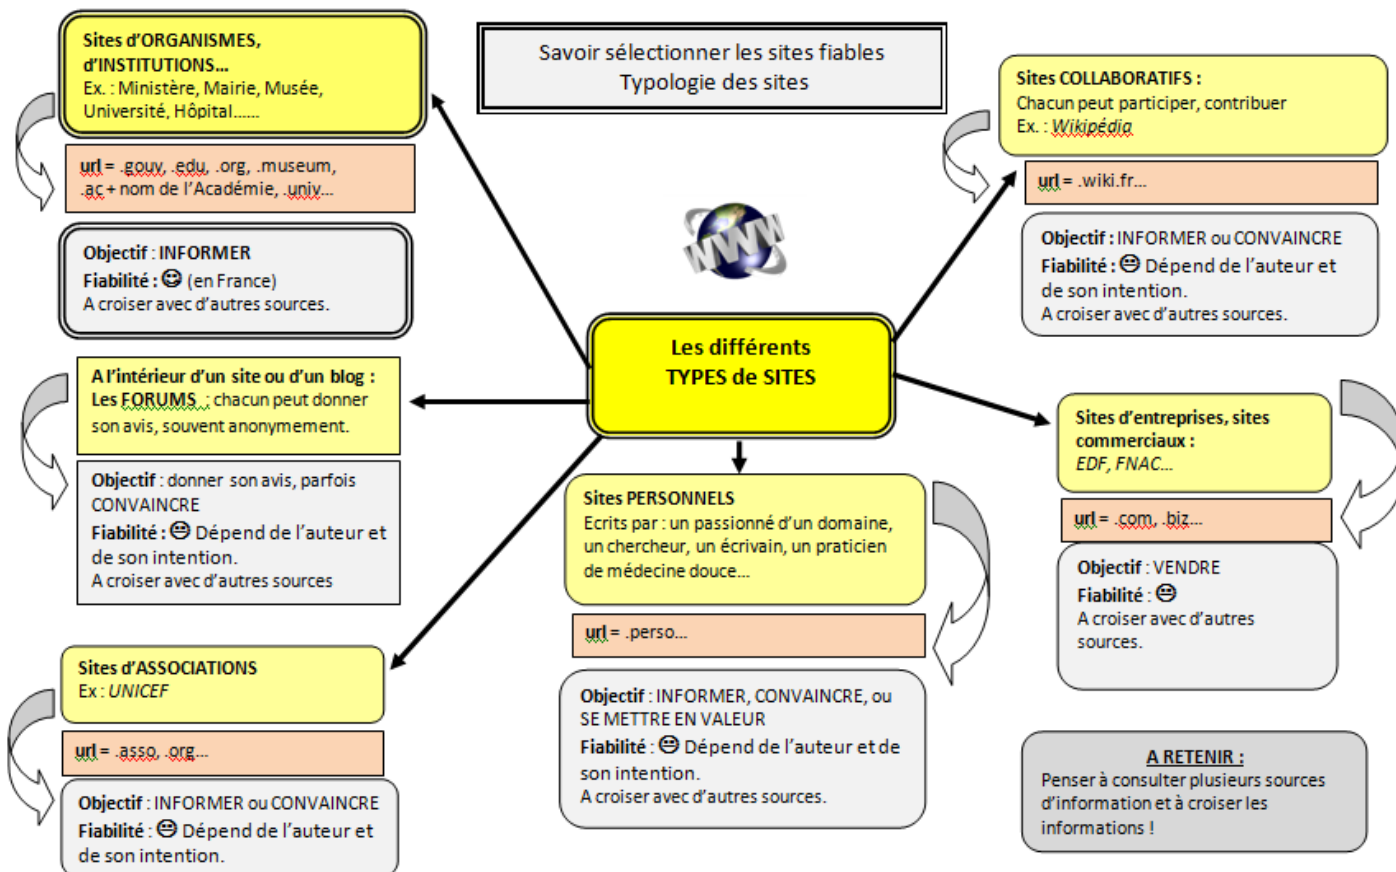 Savoir sélectionner les sites fiables
Typologie des sites
Sites d'ORGANISMES,
d'INSTITUTIONS...
Ex. : Ministère, Mairie, Musée,
Université, Hôpital......
url = .gouv, .edu, .org, .museum,
.ac + nom de l'Académie, .univ...
Objectif : INFORMER
Fiabilité : ☺ (en France)
A croiser avec d'autres sources.
A l'intérieur d'un site ou d'un blog :
Les FORUMS : chacun peut donner
son avis, souvent anonymement.
Objectif : donner son avis, parfois
CONVAINCRE
Fiabilité : 😐 Dépend de l'auteur et
de son intention.
A croiser avec d'autres sources
Sites d'ASSOCIATIONS
Ex : UNICEF
url = .asso, .org...
Objectif : INFORMER ou CONVAINCRE
Fiabilité : 😐 Dépend de l'auteur et
de son intention.
WWW
Les différents
TYPES de SITES
Sites PERSONNELS
Ecrits par : un passionné d'un domaine,
un chercheur, un écrivain, un praticien
de médecine douce...
url = .perso...
Objectif : INFORMER, CONVAINCRE, ou
SE METTRE EN VALEUR
Fiabilité : 😐 Dépend de l'auteur et de
son intention.
A croiser avec d'autres sources.
Sites COLLABORATIFS :
Chacun peut participer, contribuer
Ex. : Wikipédia
url = .wiki.fr...
Objectif : INFORMER ou CONVAINCRE
Fiabilité : 😐 Dépend de l'auteur et
de son intention.
A croiser avec d'autres sources.
Sites d'entreprises, sites
commerciaux :
EDF, FNAC...
url = .com, .biz...
Objectif : VENDRE
Fiabilité : 😐
A croiser avec d'autres
sources.
A RETENIR :
Penser à consulter plusieurs sources
d'information et à croiser les
informations !